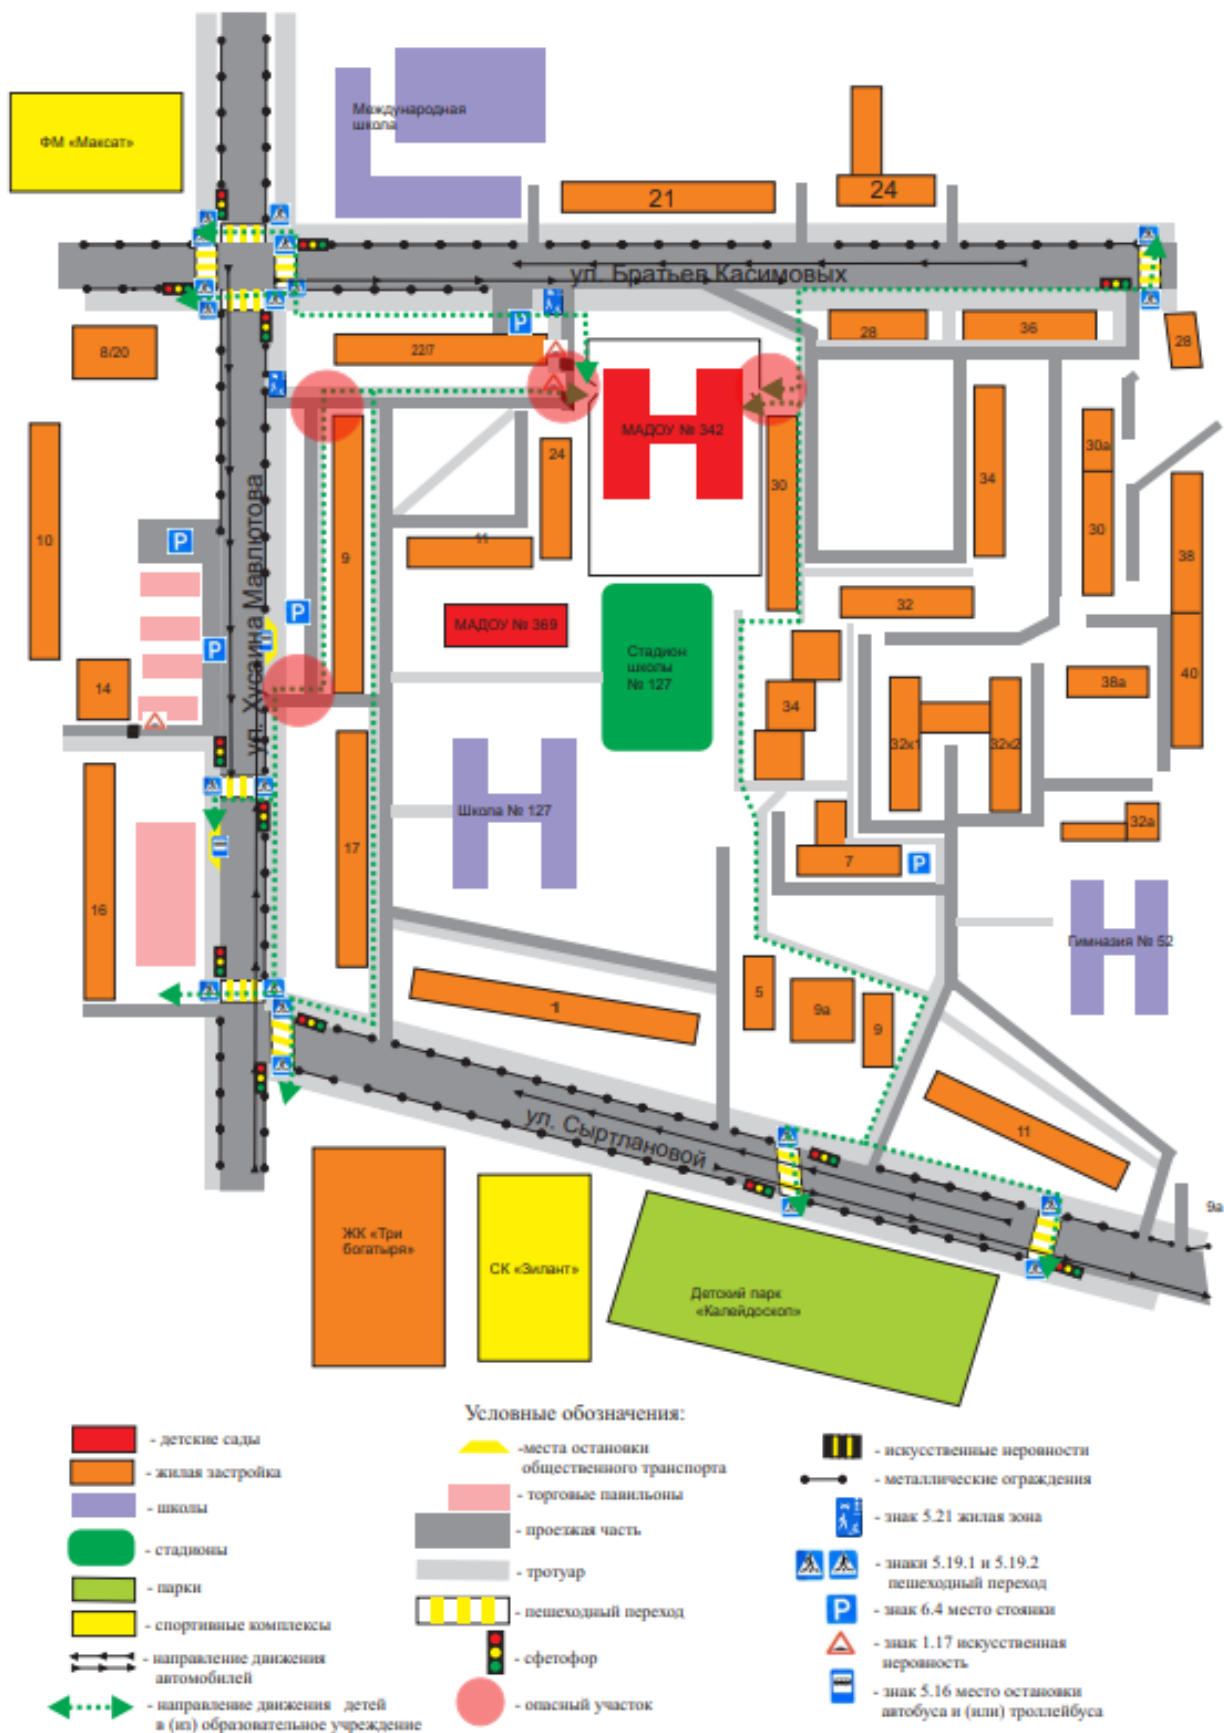 Международная
школа
ФМ «Максат»
21
24
ул. Братьев Касимовых
8/20
22/7
P
28
36
28
МАДОУ № 342
24
30
34
30а
30
38
10
9
11
P
ул. Хусаина Мавлютова
P
P
МАДОУ № 369
32
Стадион
школы
№ 127
14
34
38а
40
32к1
32к2
Школа № 127
17
32а
7
P
16
Гимназия № 52
1
5
9а
9
ул. Сыртлановой
11
9а
ЖК «Три
богатыря»
СК «Зилант»
Детский парк
«Калейдоскоп»
Условные обозначения:
- детские сады
- жилая застройка
- школы
- стадионы
- парки
- спортивные комплексы
- направление движения
автомобилей
- направление движения детей
в (из) образовательное учреждение
-места остановки
общественного транспорта
- торговые павильоны
- проезжая часть
- тротуар
- пешеходный переход
- сфетофор
- опасный участок
- искусственные неровности
- металлические ограждения
- знак 5.21 жилая зона
- знаки 5.19.1 и 5.19.2
пешеходный переход
P
- знак 6.4 место стоянки
- знак 1.17 искусственная
неровность
- знак 5.16 место остановки
автобуса и (или) троллейбуса